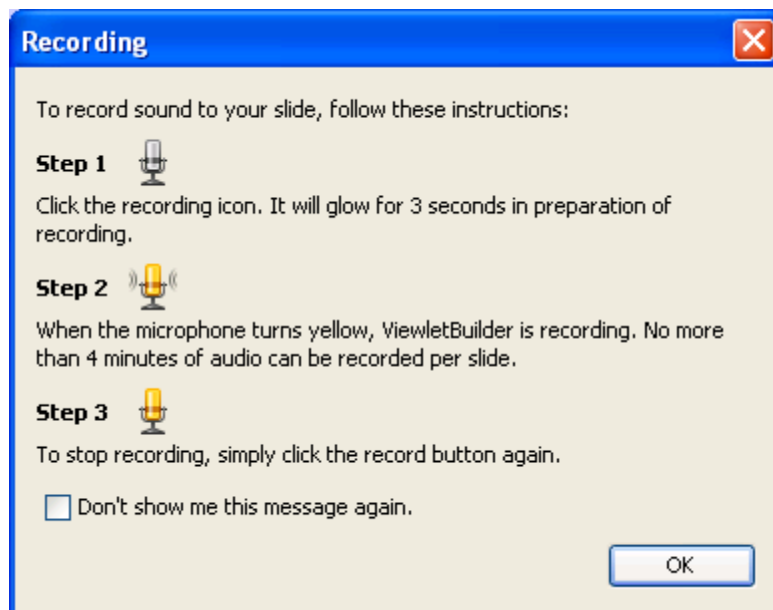 Recording
To record sound to your slide, follow these instructions:
Step 1
Click the recording icon. It will glow for 3 seconds in preparation of
recording.
Step 2
When the microphone turns yellow, ViewletBuilder is recording. No more
than 4 minutes of audio can be recorded per slide.
Step 3
To stop recording, simply click the record button again.
Don't show me this message again.
OK